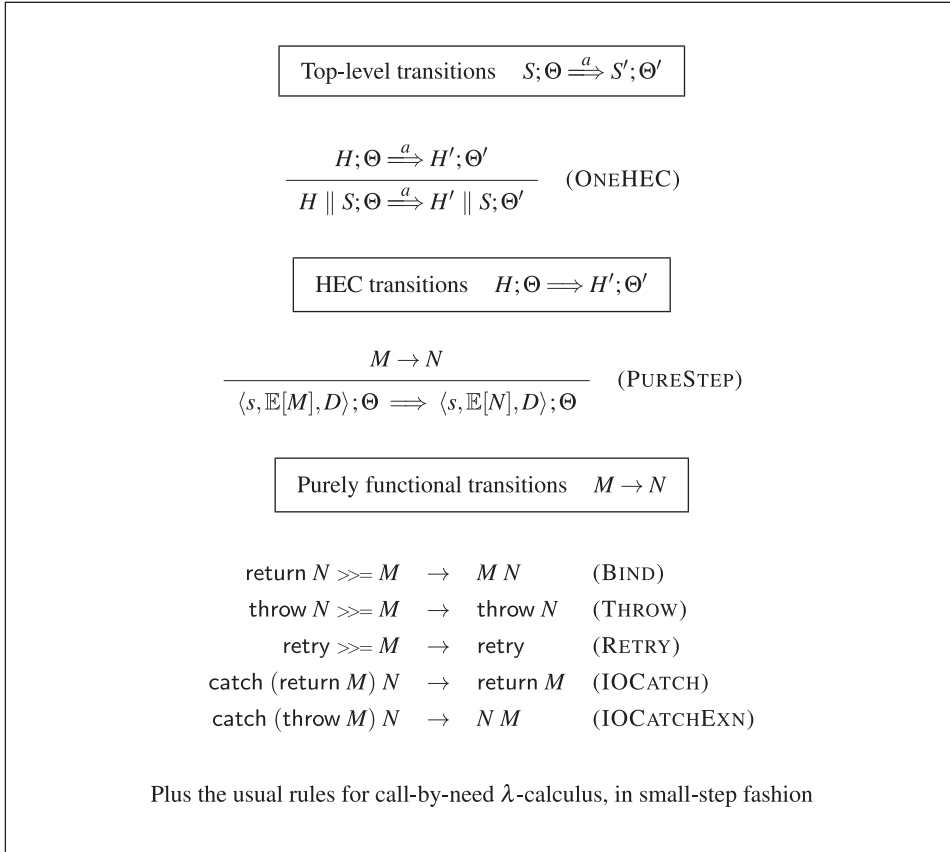 Top-level transitions S;Θ ⟹ᵃ S′;Θ′
H;Θ ⟹ᵃ H′;Θ′
H ∥ S;Θ ⟹ᵃ H′ ∥ S;Θ′ (ONEHEC)
HEC transitions H;Θ ⟹ H′;Θ′
M → N
⟨s,𝔼[M],D⟩;Θ ⟹ ⟨s,𝔼[N],D⟩;Θ (PURESTEP)
Purely functional transitions M → N
return N >>= M → M N (BIND)
throw N >>= M → throw N (THROW)
retry >>= M → retry (RETRY)
catch (return M) N → return M (IOCATCH)
catch (throw M) N → N M (IOCATCHEXN)
Plus the usual rules for call-by-need λ-calculus, in small-step fashion